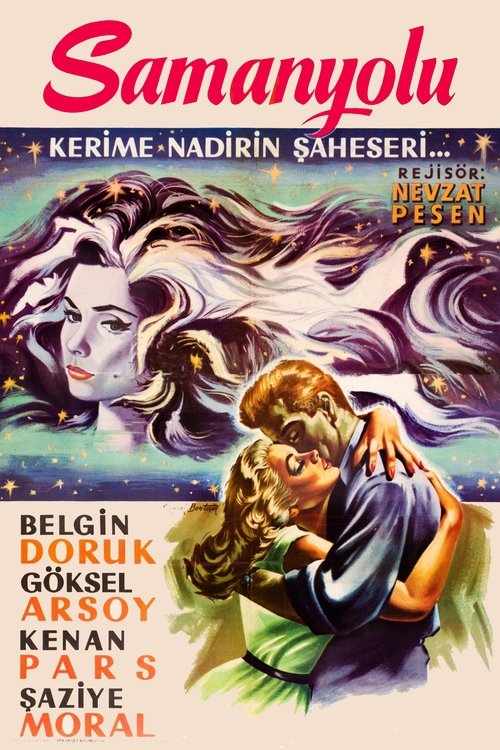 Samanyolu
KERİME NADİRİN ŞAHESERİ...
REJİSÖR:
NEVZAT
PESEN
BELGİN
DORUK
GÖKSEL
ARSOY
KENAN
PARS
ŞAZİYE
MORAL